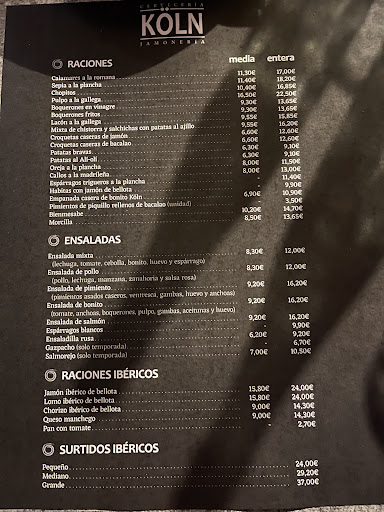 CERVECERIA
KÖLN
JAMONERIA
RACIONES media entera
Calamares a la romana 11,30€ 17,00€
Sepia a la plancha 11,40€ 18,20€
Chopitos 10,40€ 16,85€
Pulpo a la gallega 16,50€ 22,50€
Boquerones en vinagre 9,30€ 13,65€
Boquerones fritos 9,30€ 13,65€
Lacón a la gallega 9,55€ 15,85€
Mixta de chistorra y salchichas con patatas al ajillo 9,55€ 16,20€
Croquetas caseras de jamón 6,60€ 12,60€
Croquetas caseras de bacalao 6,60€ 12,60€
Patatas bravas 6,30€ 9,10€
Patatas al Ali-oli 6,30€ 9,10€
Oreja a la plancha 8,00€ 11,50€
Callos a la madrileña 8,00€ 13,00€
Espárragos trigueros a la plancha - 11,40€
Habitas con jamón de bellota - 9,90€
Empanada casera de bonito Köln 6,90€ 10,90€
Pimientos de piquillo rellenos de bacalao (unidad) - 3,50€
Bienmesabe 10,20€ 14,70€
Morcilla 8,50€ 13,65€
ENSALADAS
Ensalada mixta 8,30€ 12,00€
(lechuga, tomate, cebolla, bonito, huevo y espárrago)
Ensalada de pollo 8,30€ 12,00€
(pollo, lechuga, manzana, zanahoria y salsa rosa)
Ensalada de pimiento 9,20€ 16,20€
(pimientos asados caseros, ventresca, gambas, huevo y anchoas)
Ensalada de bonito 9,20€ 16,20€
(tomate, anchoas, boquerones, pulpo, gambas, aceitunas y huevo)
Ensalada de salmón 9,20€ 16,20€
Espárragos blancos - 9,90€
Ensaladilla rusa 6,20€ 9,20€
Gazpacho (solo temporada) - 6,70€
Salmorejo (solo temporada) 7,00€ 10,50€
RACIONES IBÉRICOS
Jamón ibérico de bellota 15,80€ 24,00€
Lomo ibérico de bellota 15,80€ 24,00€
Chorizo ibérico de bellota 9,00€ 14,30€
Queso manchego 9,00€ 14,30€
Pan con tomate - 2,70€
SURTIDOS IBÉRICOS
Pequeño 24,00€
Mediano 29,20€
Grande 37,00€